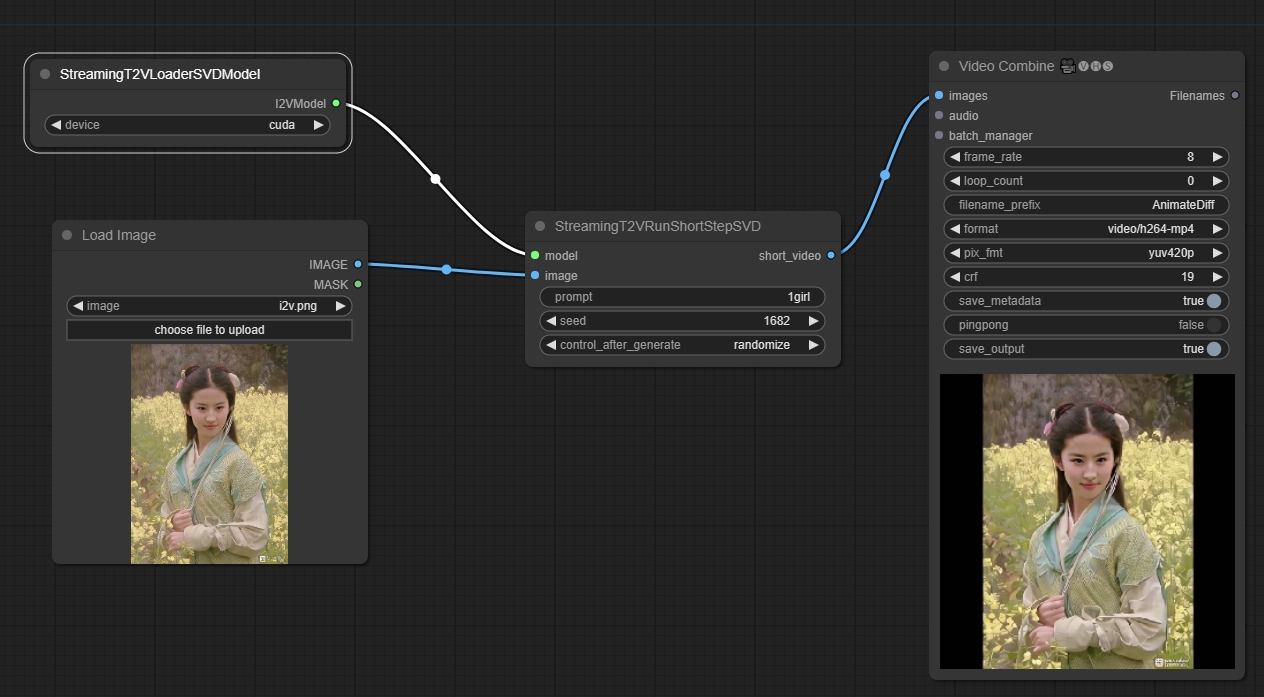 StreamingT2VLoaderSVDModel
I2VModel
device cuda
Load Image
IMAGE
MASK
image i2v.png
choose file to upload
StreamingT2VRunShortStepSVD
model short_video
image
prompt 1girl
seed 1682
control_after_generate randomize
Video Combine 🎥🅥🅗🅢
images Filenames
audio
batch_manager
frame_rate 8
loop_count 0
filename_prefix AnimateDiff
format video/h264-mp4
pix_fmt yuv420p
crf 19
save_metadata true
pingpong false
save_output true